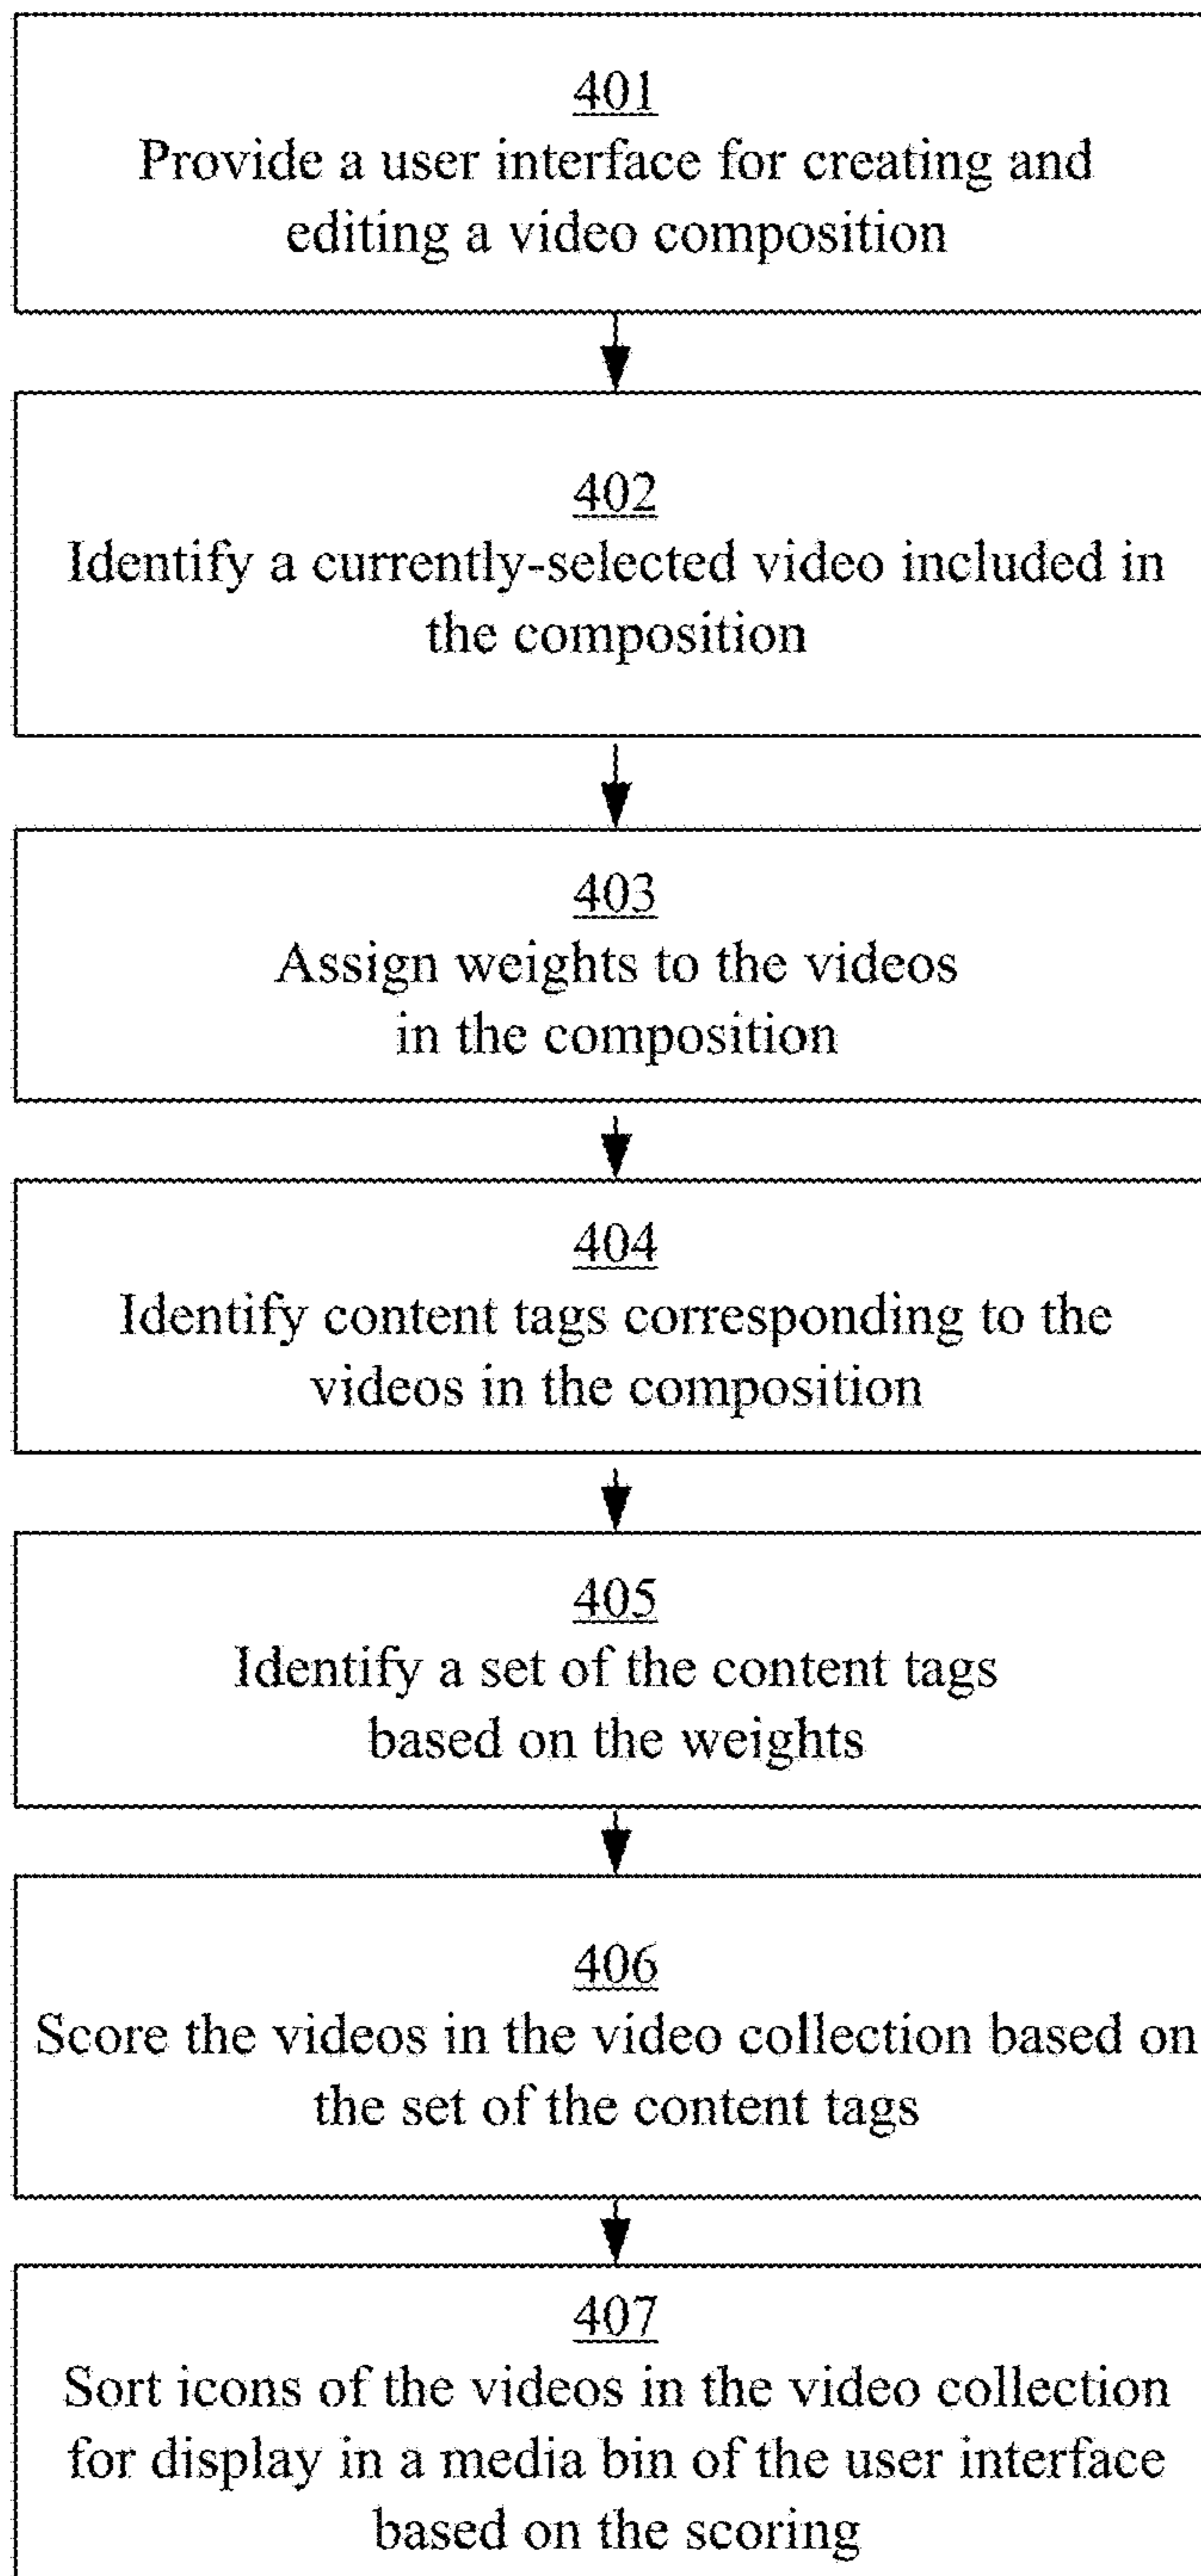 401
Provide a user interface for creating and
editing a video composition
402
Identify a currently-selected video included in
the composition
403
Assign weights to the videos
in the composition
404
Identify content tags corresponding to the
videos in the composition
405
Identify a set of the content tags
based on the weights
406
Score the videos in the video collection based on
the set of the content tags
407
Sort icons of the videos in the video collection
for display in a media bin of the user interface
based on the scoring